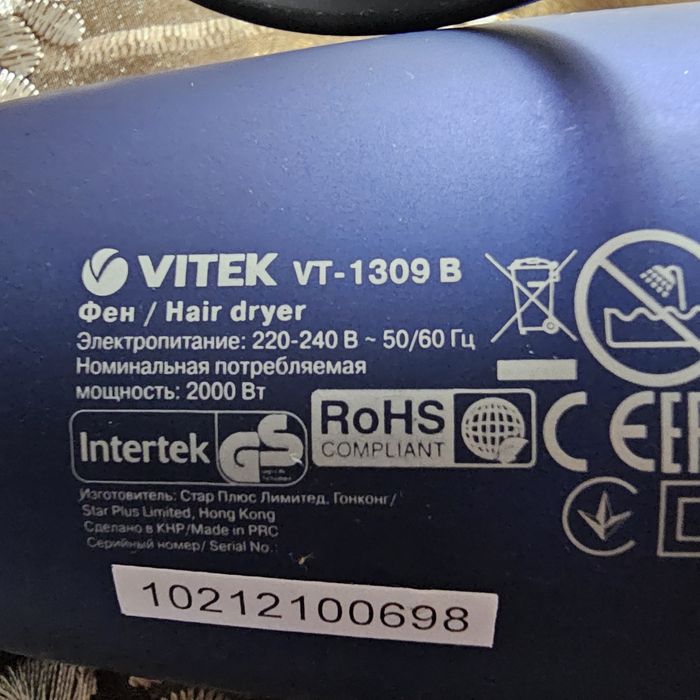 VITEK VT-1309 B
Фен / Hair dryer
Электропитание: 220-240 В ~ 50/60 Гц
Номинальная потребляемая
мощность: 2000 Вт
Intertek GS
RoHS
COMPLIANT
CE EAC
Изготовитель: Стар Плюс Лимитед, Гонконг/
Star Plus Limited, Hong Kong
Сделано в КНР/Made in PRC
Серийный номер/ Serial No.:
10212100698